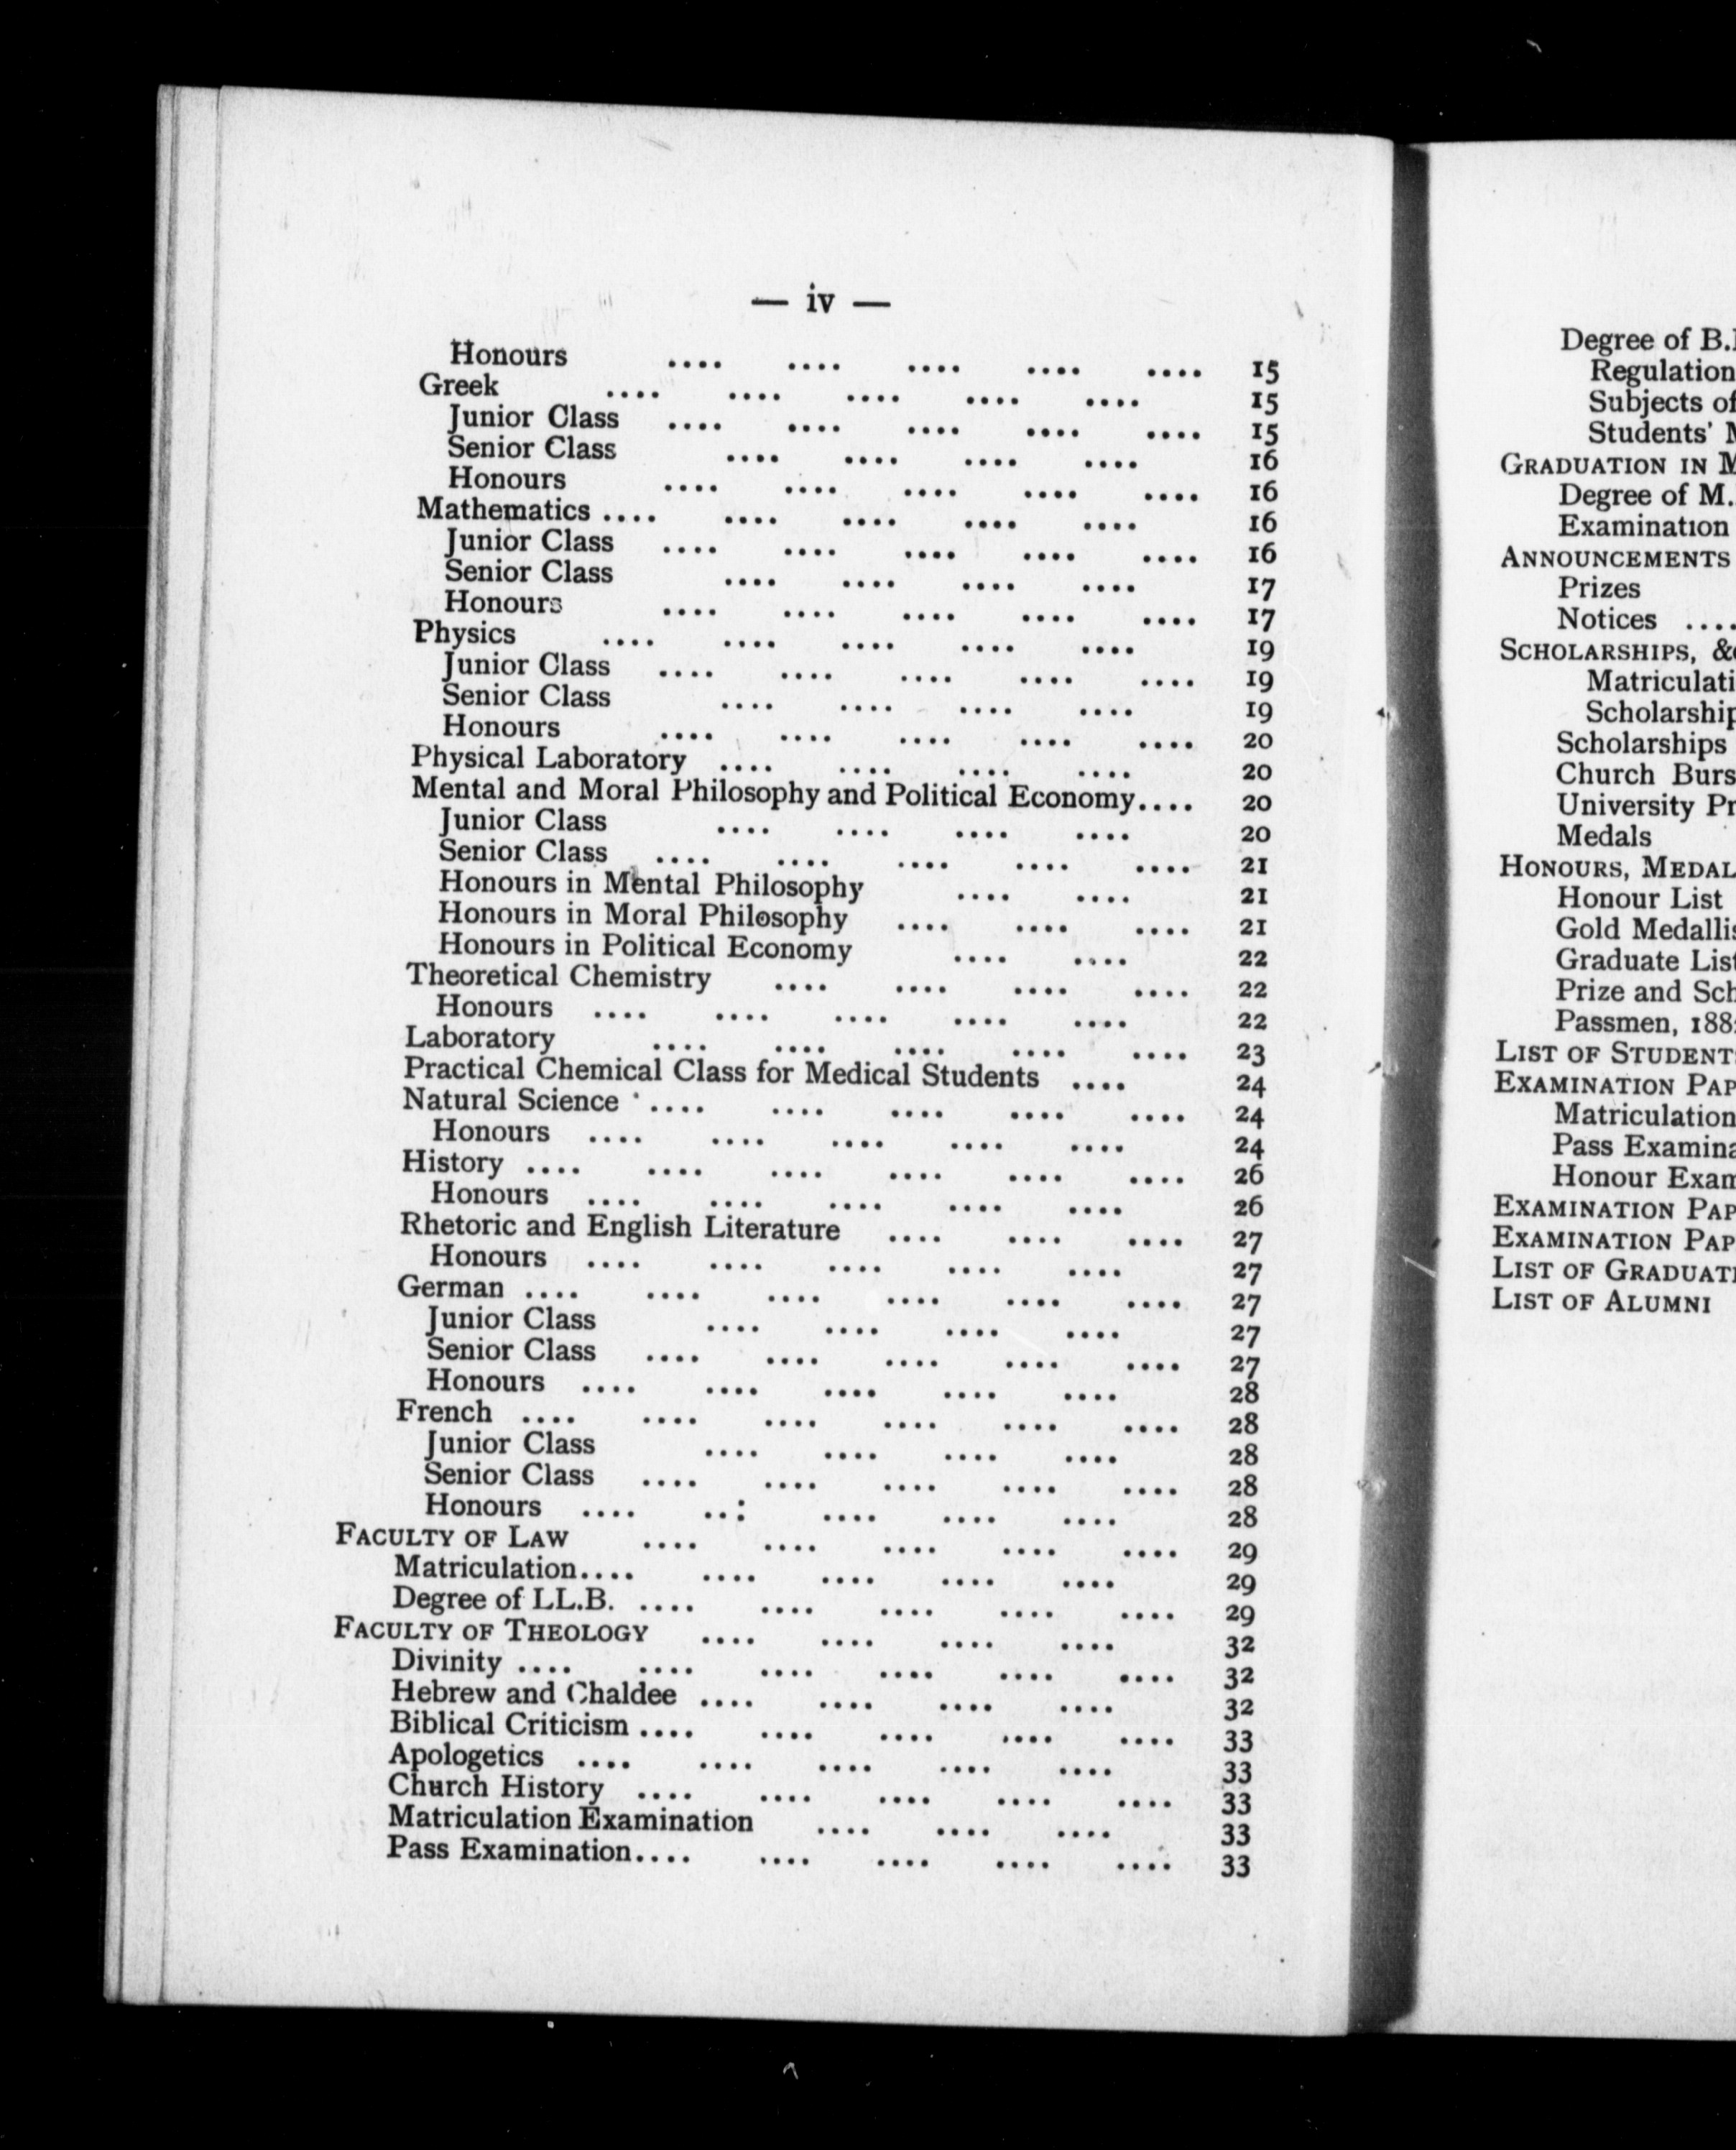 — iv —
Honours .... .... .... .... .... 15
Greek .... .... .... .... .... 15
Junior Class .... .... .... .... .... 15
Senior Class .... .... .... .... 16
Honours .... .... .... .... .... 16
Mathematics .... .... .... .... .... 16
Junior Class .... .... .... .... .... 16
Senior Class .... .... .... .... 17
Honours .... .... .... .... .... 17
Physics .... .... .... .... .... 19
Junior Class .... .... .... .... .... 19
Senior Class .... .... .... .... 19
Honours .... .... .... .... .... 20
Physical Laboratory .... .... .... .... 20
Mental and Moral Philosophy and Political Economy.... 20
Junior Class .... .... .... .... 20
Senior Class .... .... .... .... .... 21
Honours in Mental Philosophy .... .... 21
Honours in Moral Philosophy .... .... .... 21
Honours in Political Economy .... .... 22
Theoretical Chemistry .... .... .... .... 22
Honours .... .... .... .... .... 22
Laboratory .... .... .... .... .... 23
Practical Chemical Class for Medical Students .... 24
Natural Science .... .... .... .... .... 24
Honours .... .... .... .... .... 24
History .... .... .... .... .... .... 26
Honours .... .... .... .... .... 26
Rhetoric and English Literature .... .... .... 27
Honours .... .... .... .... .... 27
German .... .... .... .... .... .... 27
Junior Class .... .... .... .... 27
Senior Class .... .... .... .... .... 27
Honours .... .... .... .... .... 28
French .... .... .... .... .... .... 28
Junior Class .... .... .... .... 28
Senior Class .... .... .... .... .... 28
Honours .... ..: .... .... .... 28
FACULTY OF LAW .... .... .... .... .... 29
Matriculation.... .... .... .... .... 29
Degree of LL.B. .... .... .... .... .... 29
FACULTY OF THEOLOGY .... .... .... .... 32
Divinity .... .... .... .... .... .... 32
Hebrew and Chaldee .... .... .... .... 32
Biblical Criticism .... .... .... .... .... 33
Apologetics .... .... .... .... .... 33
Church History .... .... .... .... .... 33
Matriculation Examination .... .... .... 33
Pass Examination.... .... .... .... .... 33
Degree of
Regulation
Subjects of
Students'
GRADUATION IN
Degree of M.
Examination
ANNOUNCEMENTS
Prizes
Notices ....
SCHOLARSHIPS,
Matriculati
Scholarship
Scholarships
Church Burs
University Pr
Medals
HONOURS, MEDAL
Honour List
Gold Medallis
Graduate List
Prize and Sch
Passmen, 188
LIST OF STUDENT
EXAMINATION PAP
Matriculation
Pass Examina
Honour Exam
EXAMINATION PAP
EXAMINATION PAP
LIST OF GRADUAT
LIST OF ALUMNI